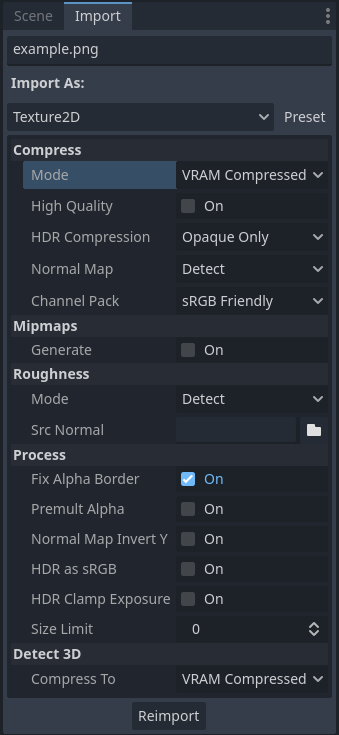 Scene Import
example.png
Import As:
Texture2D Preset
Compress
Mode VRAM Compressed
High Quality On
HDR Compression Opaque Only
Normal Map Detect
Channel Pack sRGB Friendly
Mipmaps
Generate On
Roughness
Mode Detect
Src Normal
Process
Fix Alpha Border On
Premult Alpha On
Normal Map Invert Y On
HDR as sRGB On
HDR Clamp Exposure On
Size Limit 0
Detect 3D
Compress To VRAM Compressed
Reimport